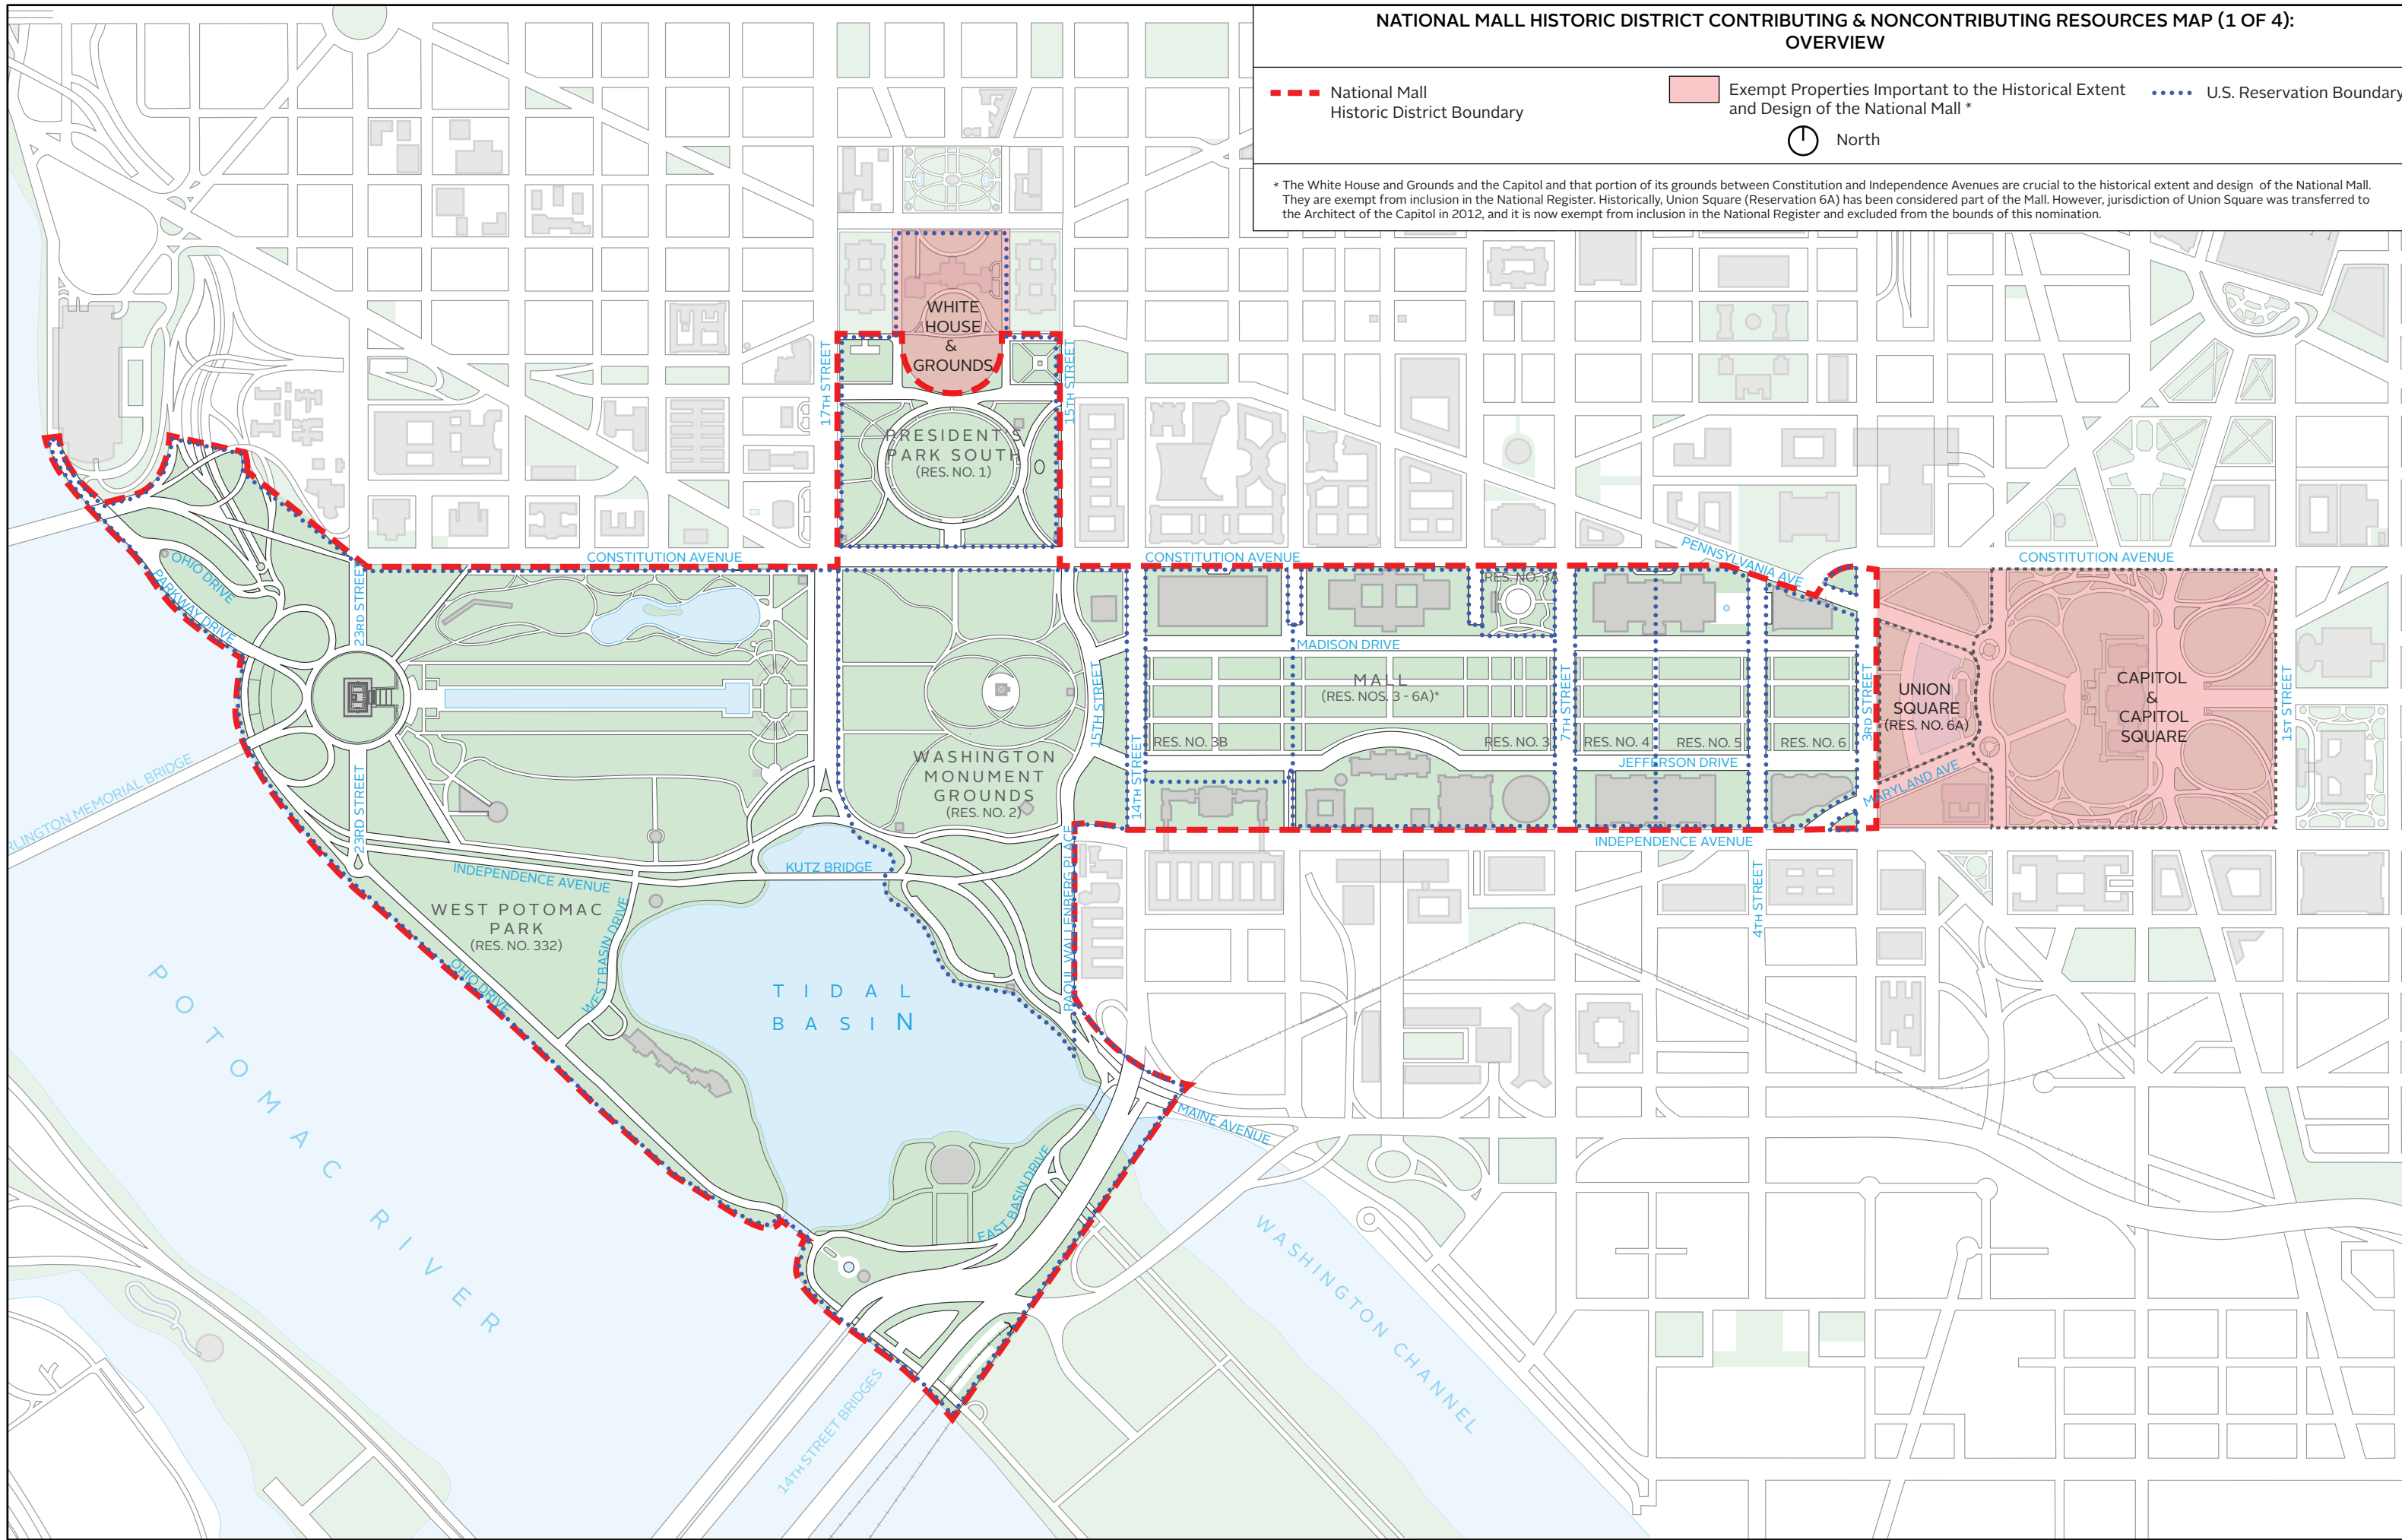 NATIONAL MALL HISTORIC DISTRICT CONTRIBUTING & NONCONTRIBUTING RESOURCES MAP (1 OF 4):
OVERVIEW
National Mall
Historic District Boundary
Exempt Properties Important to the Historical Extent
and Design of the National Mall *
U.S. Reservation Boundary
North
* The White House and Grounds and the Capitol and that portion of its grounds between Constitution and Independence Avenues are crucial to the historical extent and design of the National Mall.
They are exempt from inclusion in the National Register. Historically, Union Square (Reservation 6A) has been considered part of the Mall. However, jurisdiction of Union Square was transferred to
the Architect of the Capitol in 2012, and it is now exempt from inclusion in the National Register and excluded from the bounds of this nomination.
WHITE
HOUSE
&
GROUNDS
17TH STREET
15TH STREET
PRESIDENT'S
PARK SOUTH
(RES. NO. 1)
CONSTITUTION AVENUE
CONSTITUTION AVENUE
PENNSYLVANIA AVE
CONSTITUTION AVENUE
OHIO DRIVE
PARKWAY DRIVE
23RD STREET
RES. NO. 3A
MADISON DRIVE
MALL
(RES. NOS. 3 - 6A)*
15TH STREET
14TH STREET
7TH STREET
3RD STREET
1ST STREET
UNION
SQUARE
(RES. NO. 6A)
CAPITOL
&
CAPITOL
SQUARE
RES. NO. 3B
RES. NO. 3
RES. NO. 4
RES. NO. 5
RES. NO. 6
JEFFERSON DRIVE
MARYLAND AVE
WASHINGTON
MONUMENT
GROUNDS
(RES. NO. 2)
RLINGTON MEMORIAL BRIDGE
23RD STREET
INDEPENDENCE AVENUE
KUTZ BRIDGE
RAOUL WALLENBERG PLACE
INDEPENDENCE AVENUE
4TH STREET
WEST POTOMAC
PARK
(RES. NO. 332)
WEST BASIN DRIVE
OHIO DRIVE
TIDAL
BASIN
POTOMAC RIVER
MAINE AVENUE
EAST BASIN DRIVE
WASHINGTON CHANNEL
14TH STREET BRIDGES